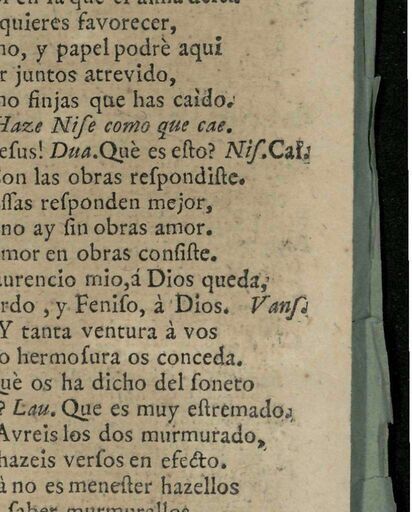 quieres favorecer,
no, y papel podrè aqui
r juntos atrevido,
no finjas que has caìdo.
Haze Niſe como que cae.
eſus! Dua. Què es eſto? Niſ. Caî.
on las obras reſpondiſte.
ſſas reſponden mejor,
no ay ſin obras amor.
mor en obras conſiſte.
aurencio mio, á Dios queda,
rdo, y Feniſo, à Dios. Vanſ.
Y tanta ventura à vos
o hermoſura os conceda.
uè os ha dicho del ſoneto
? Lau. Que es muy eſtremado.
Avreis los dos murmurado,
hazeis verſos en efecto.
à no es meneſter hazellos
ſaber murmurallos